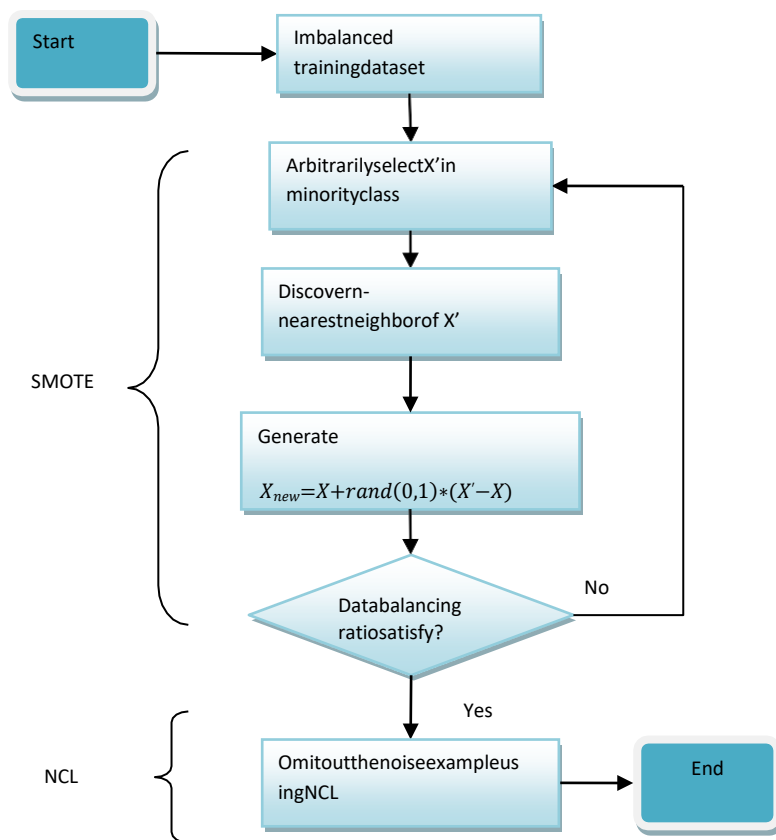 Start
Imbalanced
trainingdataset
ArbitrarilyselectX’in
minorityclass
Discovern-
nearestneighborof X’
SMOTE
Generate
Xnew=X+rand(0,1)*(X′−X)
No
Databalancing
ratiosatisfy?
Yes
Omitoutthenoiseexampleus
ingNCL
End
NCL